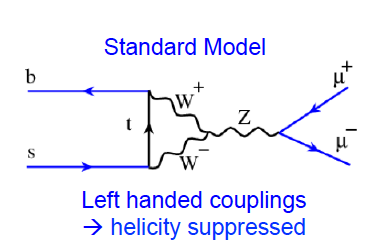 Standard Model
b
μ+
W+
Z
t
s
W−
μ−
Left handed couplings
→ helicity suppressed